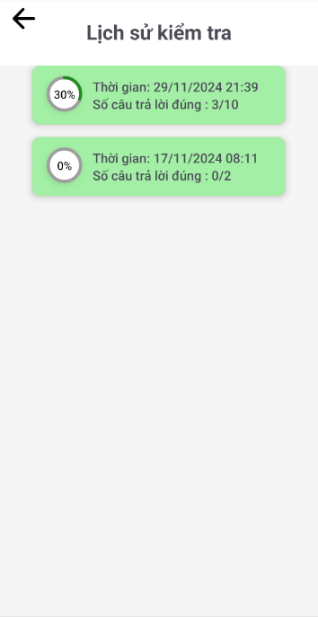 Lịch sử kiểm tra
30%
Thời gian: 29/11/2024 21:39
Số câu trả lời đúng : 3/10
0%
Thời gian: 17/11/2024 08:11
Số câu trả lời đúng : 0/2